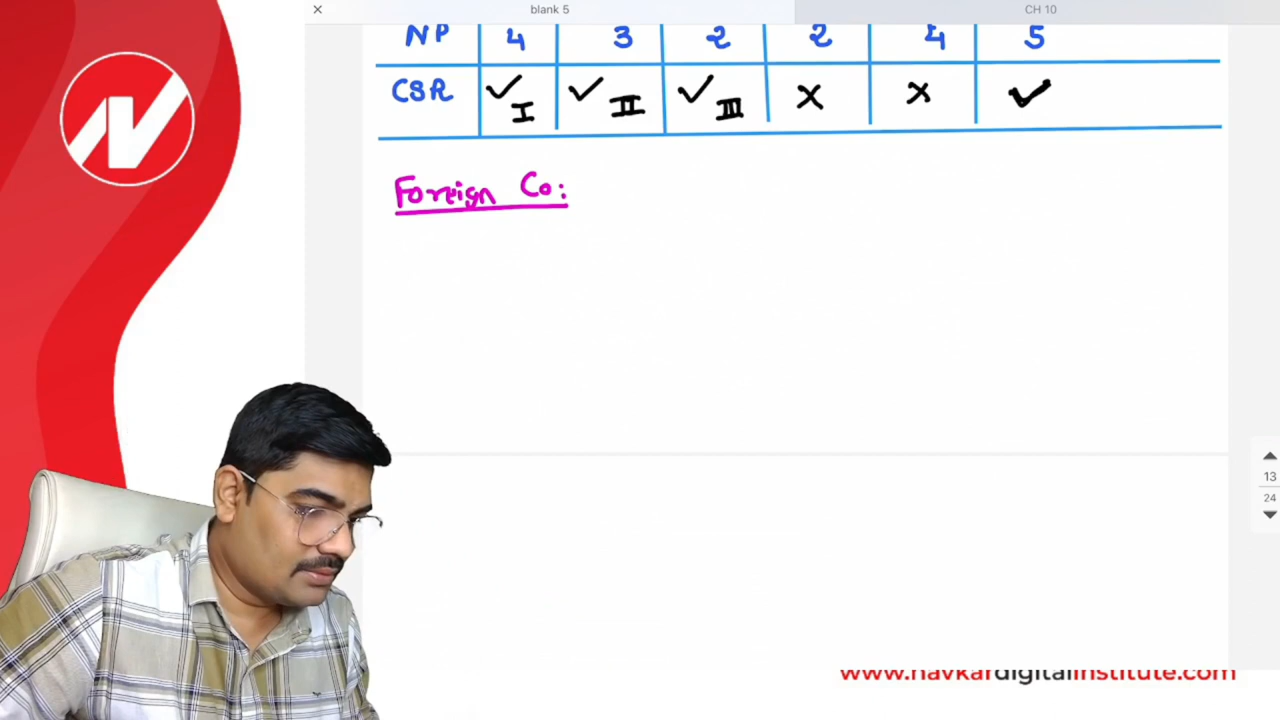 × blank 5 CH 10
NP 4 3 2 2 4 5
CSR ✓ I ✓ II ✓ III × × ✓
Foreign Co:
13
24
www.navkardigitalinstitute.com